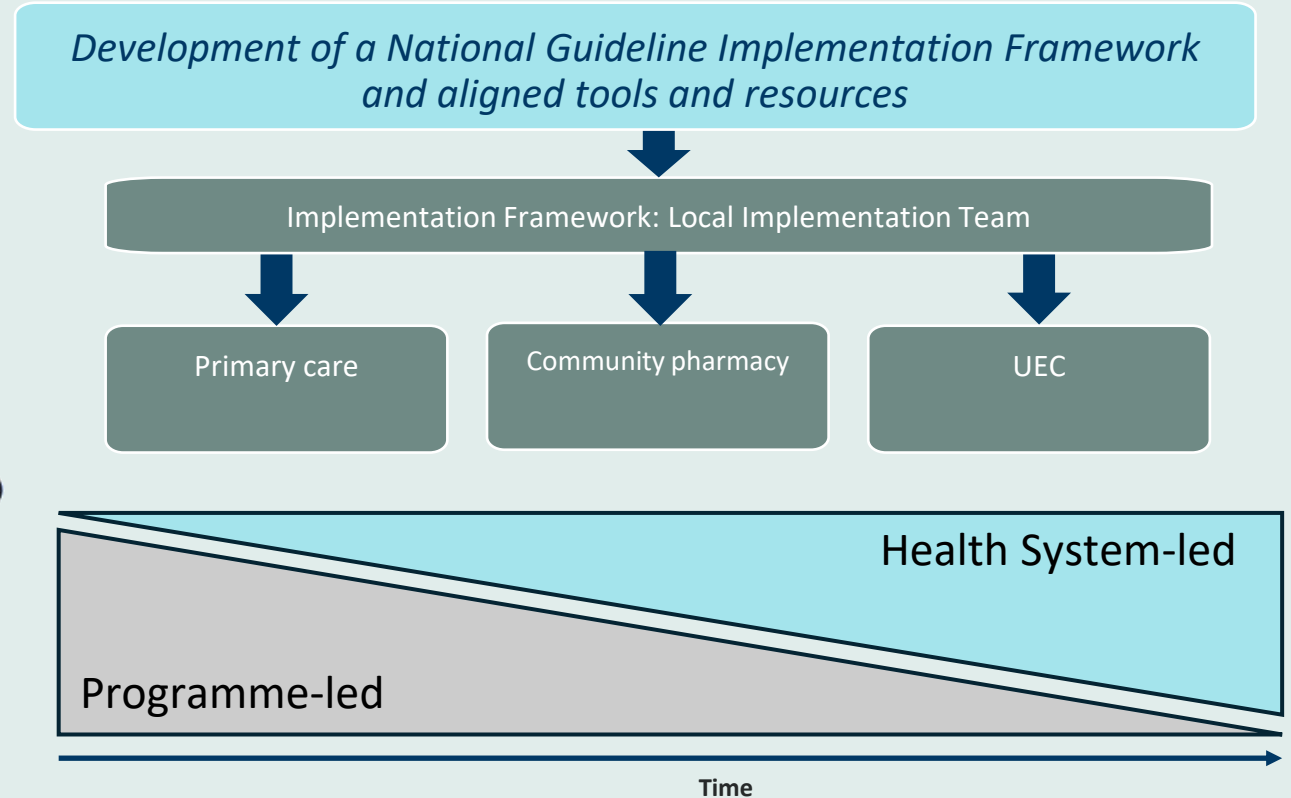 Development of a National Guideline Implementation Framework
and aligned tools and resources
Implementation Framework: Local Implementation Team
Primary care
Community pharmacy
UEC
Health System-led
Programme-led
Time